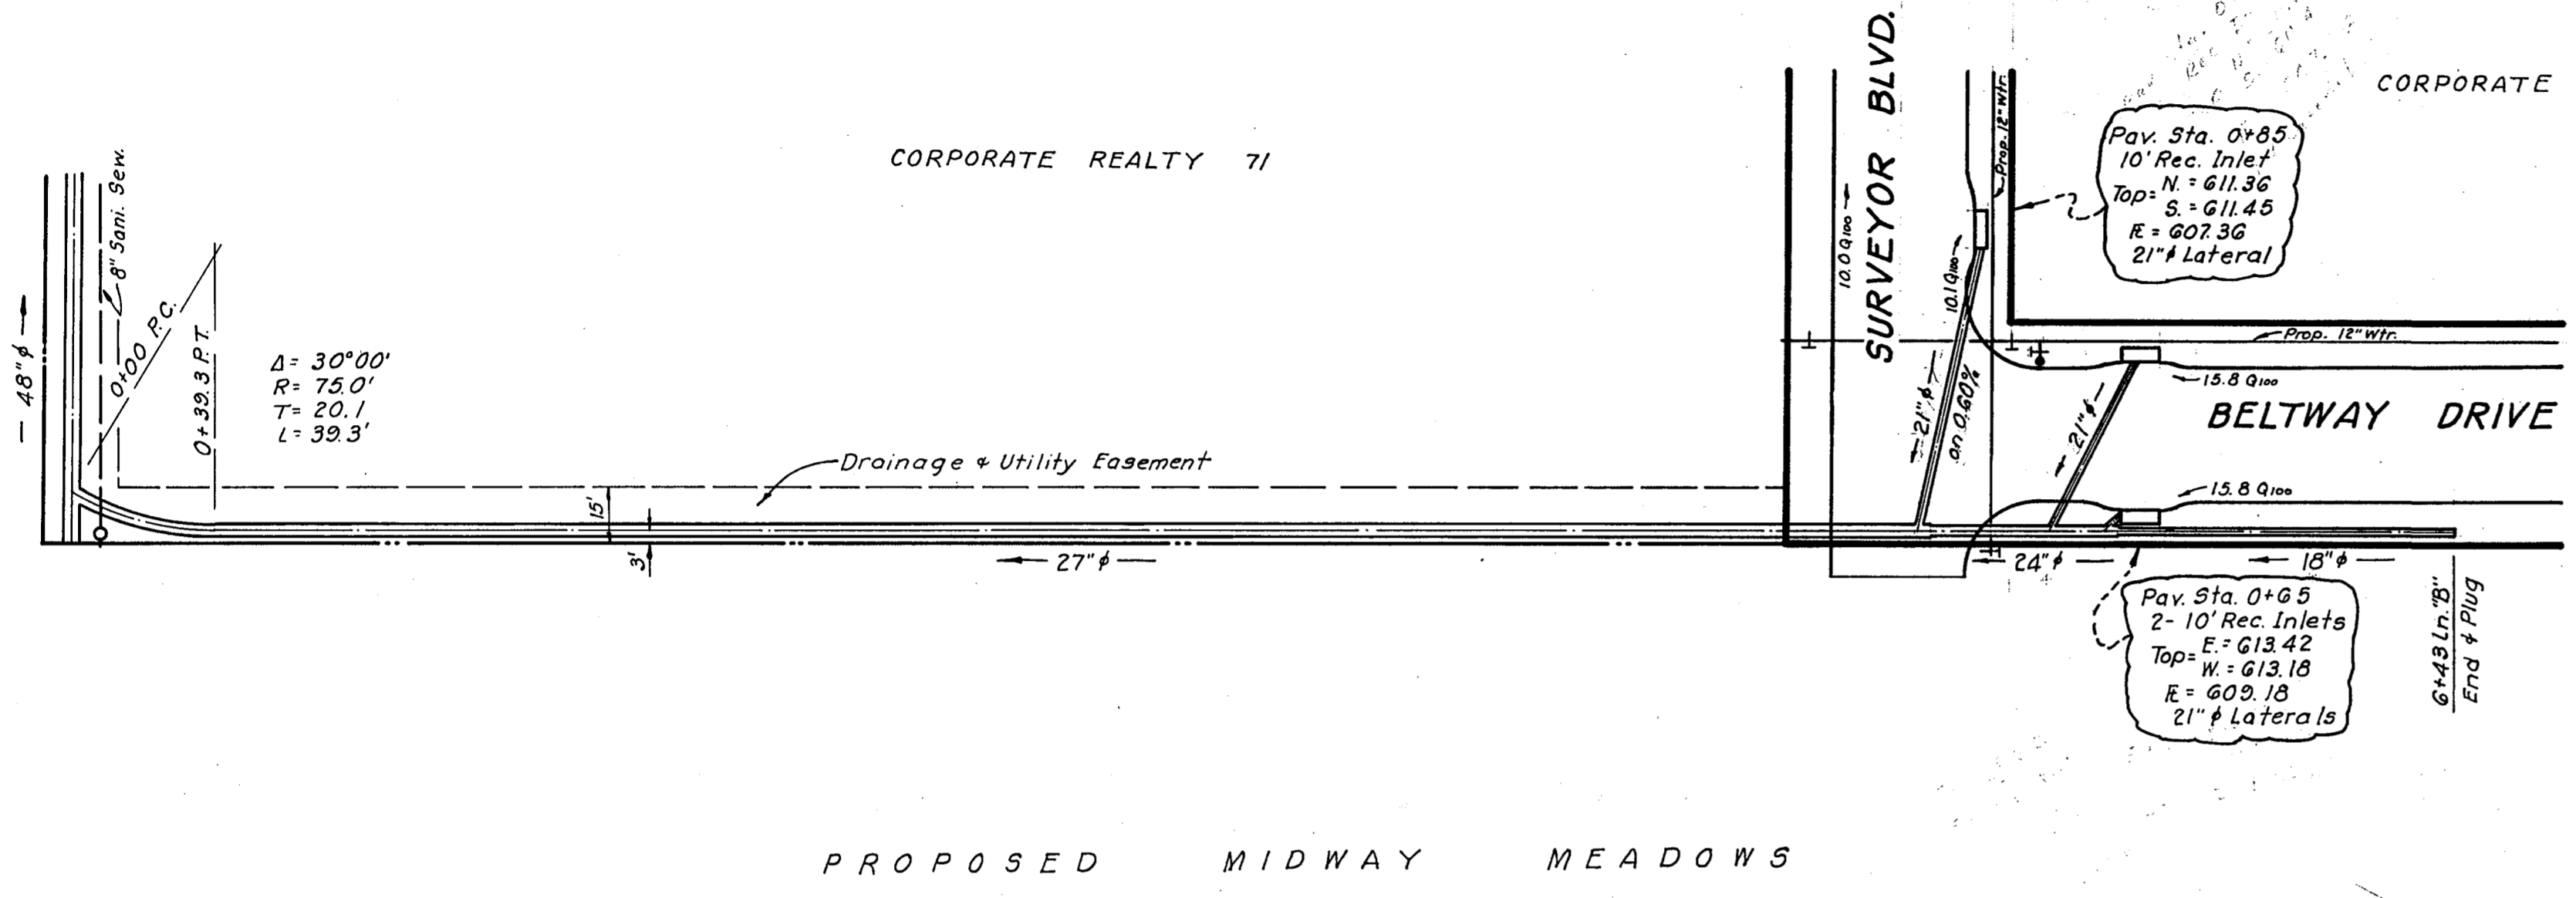 CORPORATE REALTY 71
48"ϕ
8" Sani. Sew.
0+00 P.C.
0+39.3 P.T.
Δ= 30°00'
R= 75.0'
T= 20.1
L= 39.3'
Drainage & Utility Easement
15'
3'
27"ϕ
10.0 Q100
SURVEYOR BLVD.
10.1 Q100
Prop. 12" Wtr.
21"ϕ
on 0.60%
CORPORATE
Pav. Sta. 0+85
10' Rec. Inlet
Top= N. = 611.36
S. = 611.45
FL = 607.36
21"ϕ Lateral
Prop. 12" Wtr.
15.8 Q100
BELTWAY DRIVE
21"ϕ
15.8 Q100
24"ϕ
18"ϕ
Pav. Sta. 0+65
2- 10' Rec. Inlets
Top= E. = 613.42
W. = 613.18
FL = 609.18
21"ϕ Laterals
6+43 Ln. "B"
End & Plug
PROPOSED MIDWAY MEADOWS